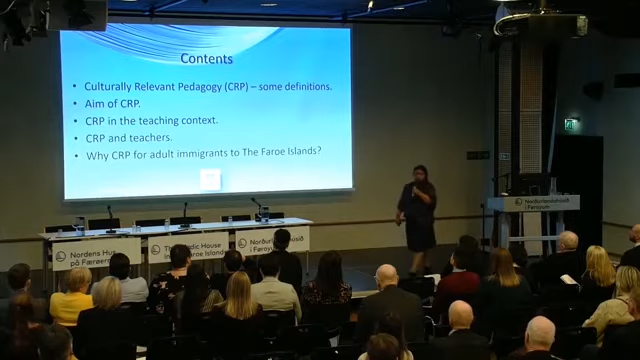 Contents
• Culturally Relevant Pedagogy (CRP) – some definitions.
• Aim of CRP.
• CRP in the teaching context.
• CRP and teachers.
• Why CRP for adult immigrants to The Faroe Islands?
Nordens Hus
på Færøerne
The Nordic House
in the Faroe Islands
Norðurlandahúsið
í Føroyum
Norðurlandahúsið
í Føroyum